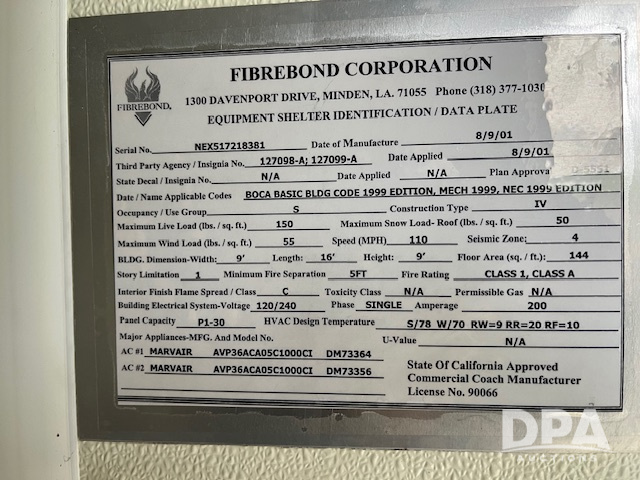 FIBREBOND CORPORATION
FIBREBOND®
1300 DAVENPORT DRIVE, MINDEN, LA. 71055 Phone (318) 377-1030
EQUIPMENT SHELTER IDENTIFICATION / DATA PLATE
Serial No. NEX517218381 Date of Manufacture 8/9/01
Third Party Agency / Insignia No. 127098-A; 127099-A Date Applied 8/9/01
State Decal / Insignia No. N/A Date Applied N/A Plan Approval
Date / Name Applicable Codes BOCA BASIC BLDG CODE 1999 EDITION, MECH 1999, NEC 1999 EDITION
Occupancy / Use Group S Construction Type IV
Maximum Live Load (lbs. / sq. ft.) 150 Maximum Snow Load- Roof (lbs. / sq. ft.) 50
Maximum Wind Load (lbs. / sq. ft.) 55 Speed (MPH) 110 Seismic Zone: 4
BLDG. Dimension-Width: 9' Length: 16' Height: 9' Floor Area (sq. / ft.): 144
Story Limitation 1 Minimum Fire Separation 5FT Fire Rating CLASS 1, CLASS A
Interior Finish Flame Spread / Class C Toxicity Class N/A Permissible Gas N/A
Building Electrical System-Voltage 120/240 Phase SINGLE Amperage 200
Panel Capacity P1-30 HVAC Design Temperature S/78 W/70 RW=9 RR=20 RF=10
Major Appliances-MFG. And Model No. U-Value N/A
AC #1 MARVAIR AVP36ACA05C1000CI DM73364
AC #2 MARVAIR AVP36ACA05C1000CI DM73356
State Of California Approved
Commercial Coach Manufacturer
License No. 90066
DPA
AUCTIONS